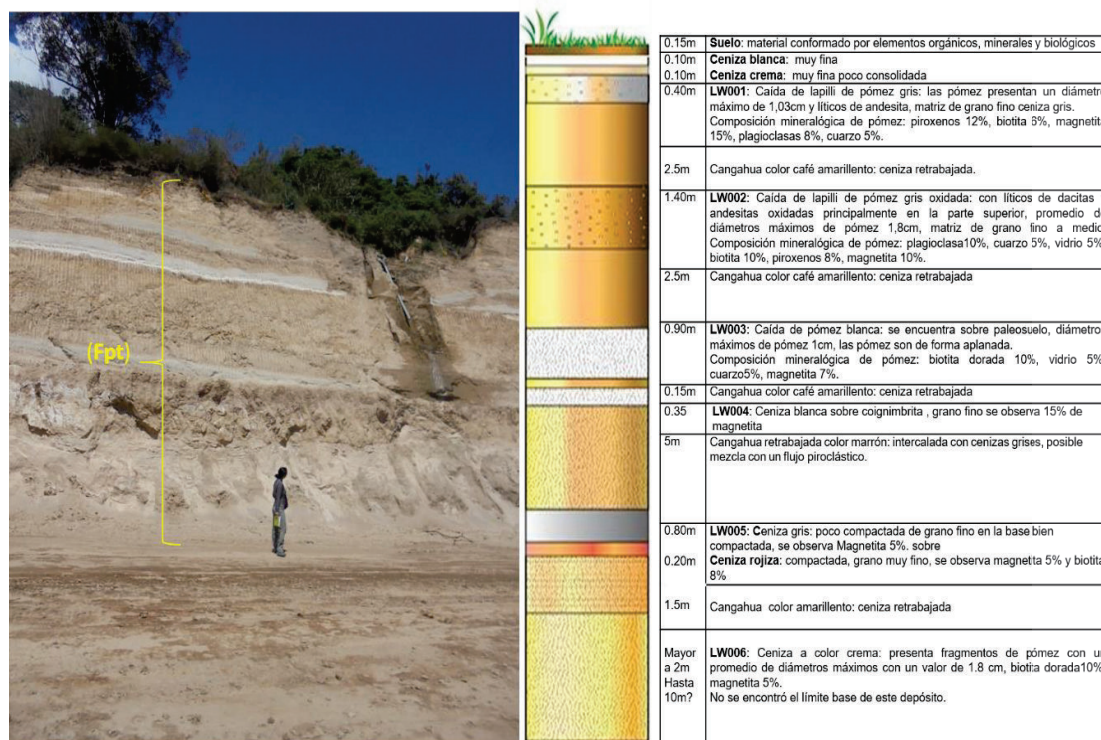 (Fpt)
0.15m Suelo: material conformado por elementos orgánicos, minerales y biológicos
0.10m Ceniza blanca: muy fina
0.10m Ceniza crema: muy fina poco consolidada
0.40m LW001: Caída de lapilli de pómez gris: las pómez presentan un diámetro
máximo de 1,03cm y líticos de andesita, matriz de grano fino ceniza gris.
Composición mineralógica de pómez: piroxenos 12%, biotita 6%, magnetita
15%, plagioclasas 8%, cuarzo 5%.
2.5m Cangahua color café amarillento: ceniza retrabajada.
1.40m LW002: Caída de lapilli de pómez gris oxidada: con líticos de dacitas
andesitas oxidadas principalmente en la parte superior, promedio de
diámetros máximos de pómez 1,8cm, matriz de grano fino a medio
Composición mineralógica de pómez: plagioclasa10%, cuarzo 5%, vidrio 5%
biotita 10%, piroxenos 8%, magnetita 10%.
2.5m Cangahua color café amarillento: ceniza retrabajada
0.90m LW003: Caída de pómez blanca: se encuentra sobre paleosuelo, diámetro
máximos de pómez 1cm, las pómez son de forma aplanada.
Composición mineralógica de pómez: biotita dorada 10%, vidrio 5%
cuarzo5%, magnetita 7%.
0.15m Cangahua color café amarillento: ceniza retrabajada
0.35 LW004: Ceniza blanca sobre coignimbrita , grano fino se observa 15% de
magnetita
5m Cangahua retrabajada color marrón: intercalada con cenizas grises, posible
mezcla con un flujo piroclástico.
0.80m LW005: Ceniza gris: poco compactada de grano fino en la base bien
compactada, se observa Magnetita 5%. sobre
0.20m Ceniza rojiza: compactada, grano muy fino, se observa magnetita 5% y biotita
8%
1.5m Cangahua color amarillento: ceniza retrabajada
Mayor LW006: Ceniza a color crema: presenta fragmentos de pómez con u
a 2m promedio de diámetros máximos con un valor de 1.8 cm, biotita dorada10%
Hasta magnetita 5%.
10m? No se encontró el límite base de este depósito.